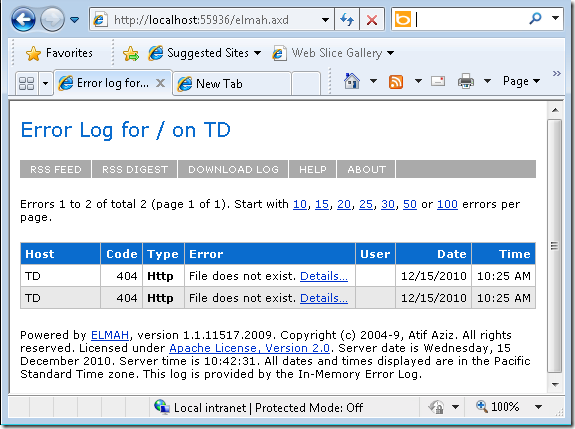 http://localhost:55936/elmah.axd
Favorites Suggested Sites Web Slice Gallery
Error log for... New Tab Page
Error Log for / on TD
RSS FEED RSS DIGEST DOWNLOAD LOG HELP ABOUT
Errors 1 to 2 of total 2 (page 1 of 1). Start with 10, 15, 20, 25, 30, 50 or 100 errors per
page.
Host Code Type Error User Date Time
TD 404 Http File does not exist. Details... 12/15/2010 10:25 AM
TD 404 Http File does not exist. Details... 12/15/2010 10:25 AM
Powered by ELMAH, version 1.1.11517.2009. Copyright (c) 2004-9, Atif Aziz. All rights
reserved. Licensed under Apache License, Version 2.0. Server date is Wednesday, 15
December 2010. Server time is 10:42:31. All dates and times displayed are in the Pacific
Standard Time zone. This log is provided by the In-Memory Error Log.
Local intranet | Protected Mode: Off 100%